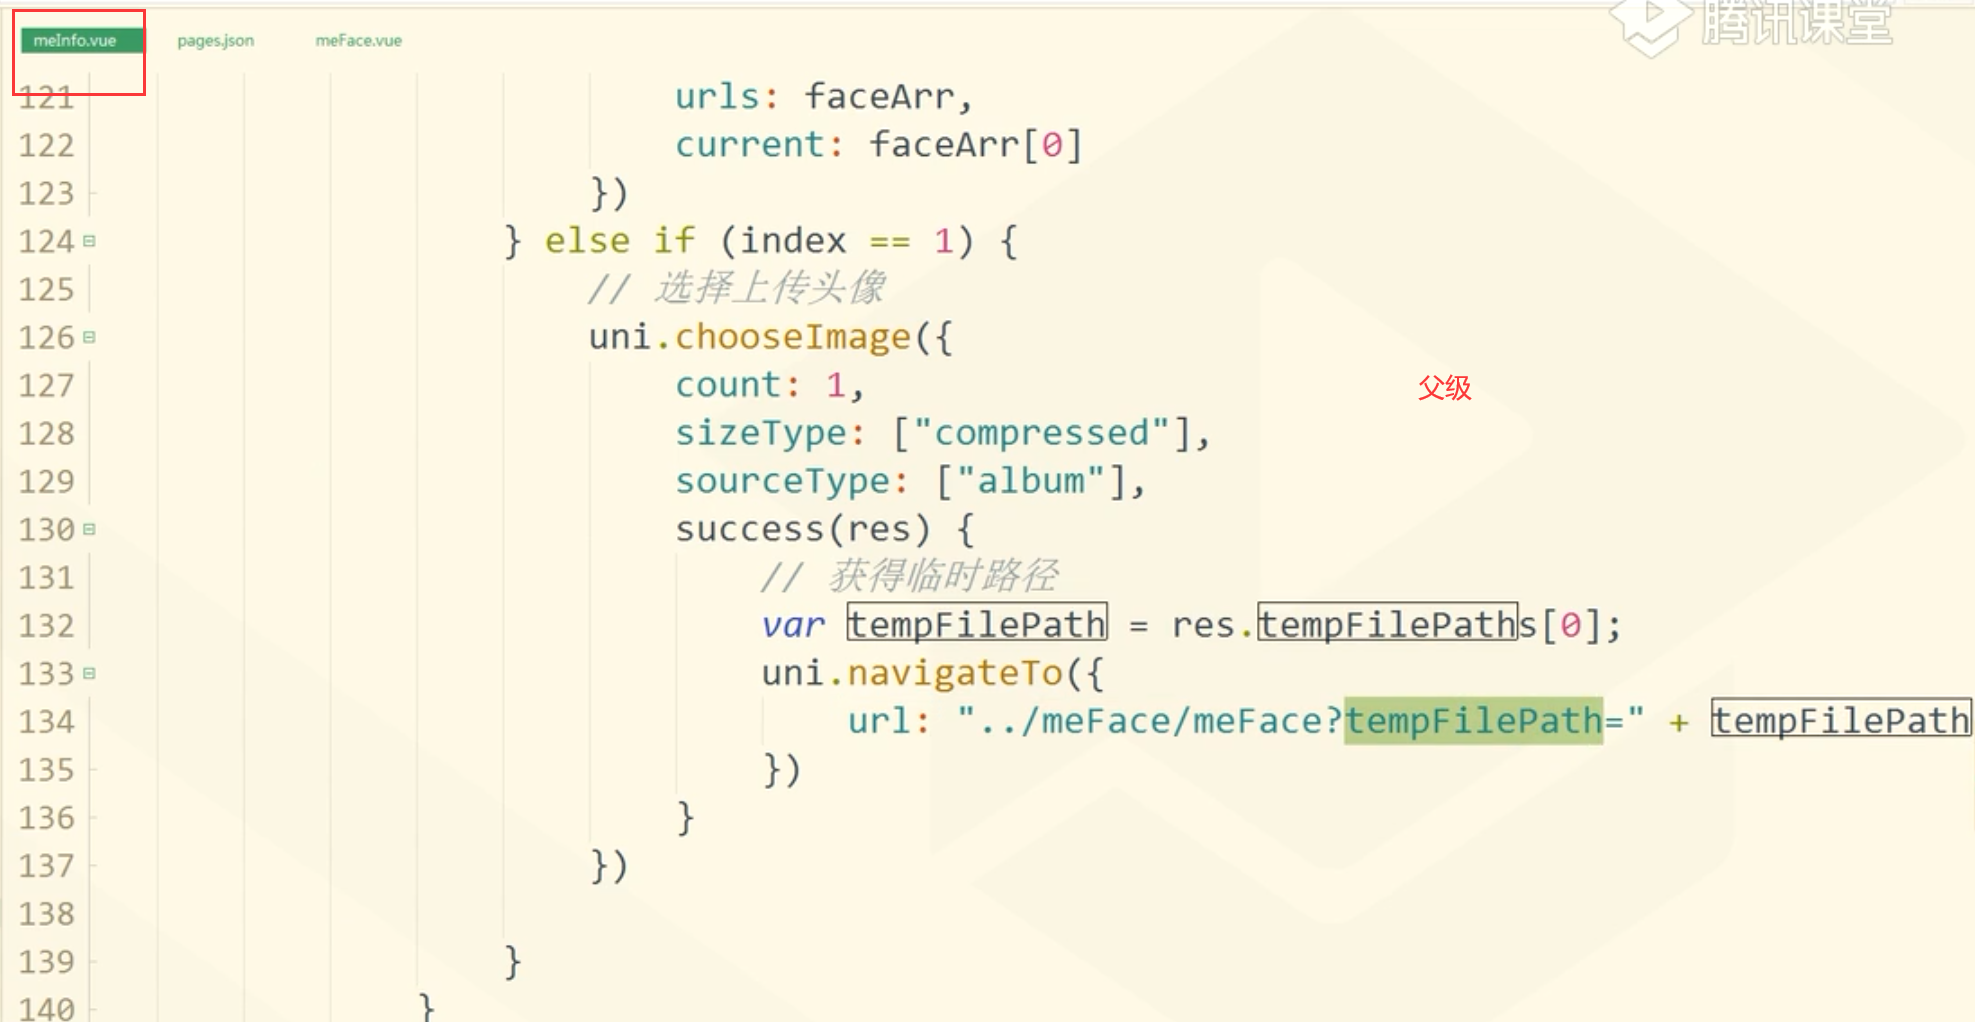 腾讯课堂
meInfo.vue pages.json meFace.vue
121 urls: faceArr,
122 current: faceArr[0]
123 })
124 } else if (index == 1) {
125 // 选择上传头像
126 uni.chooseImage({
127 count: 1,
父级
128 sizeType: ["compressed"],
129 sourceType: ["album"],
130 success(res) {
131 // 获得临时路径
132 var tempFilePath = res.tempFilePaths[0];
133 uni.navigateTo({
134 url: "../meFace/meFace?tempFilePath=" + tempFilePath
135 })
136 }
137 })
138
139 }
140 }